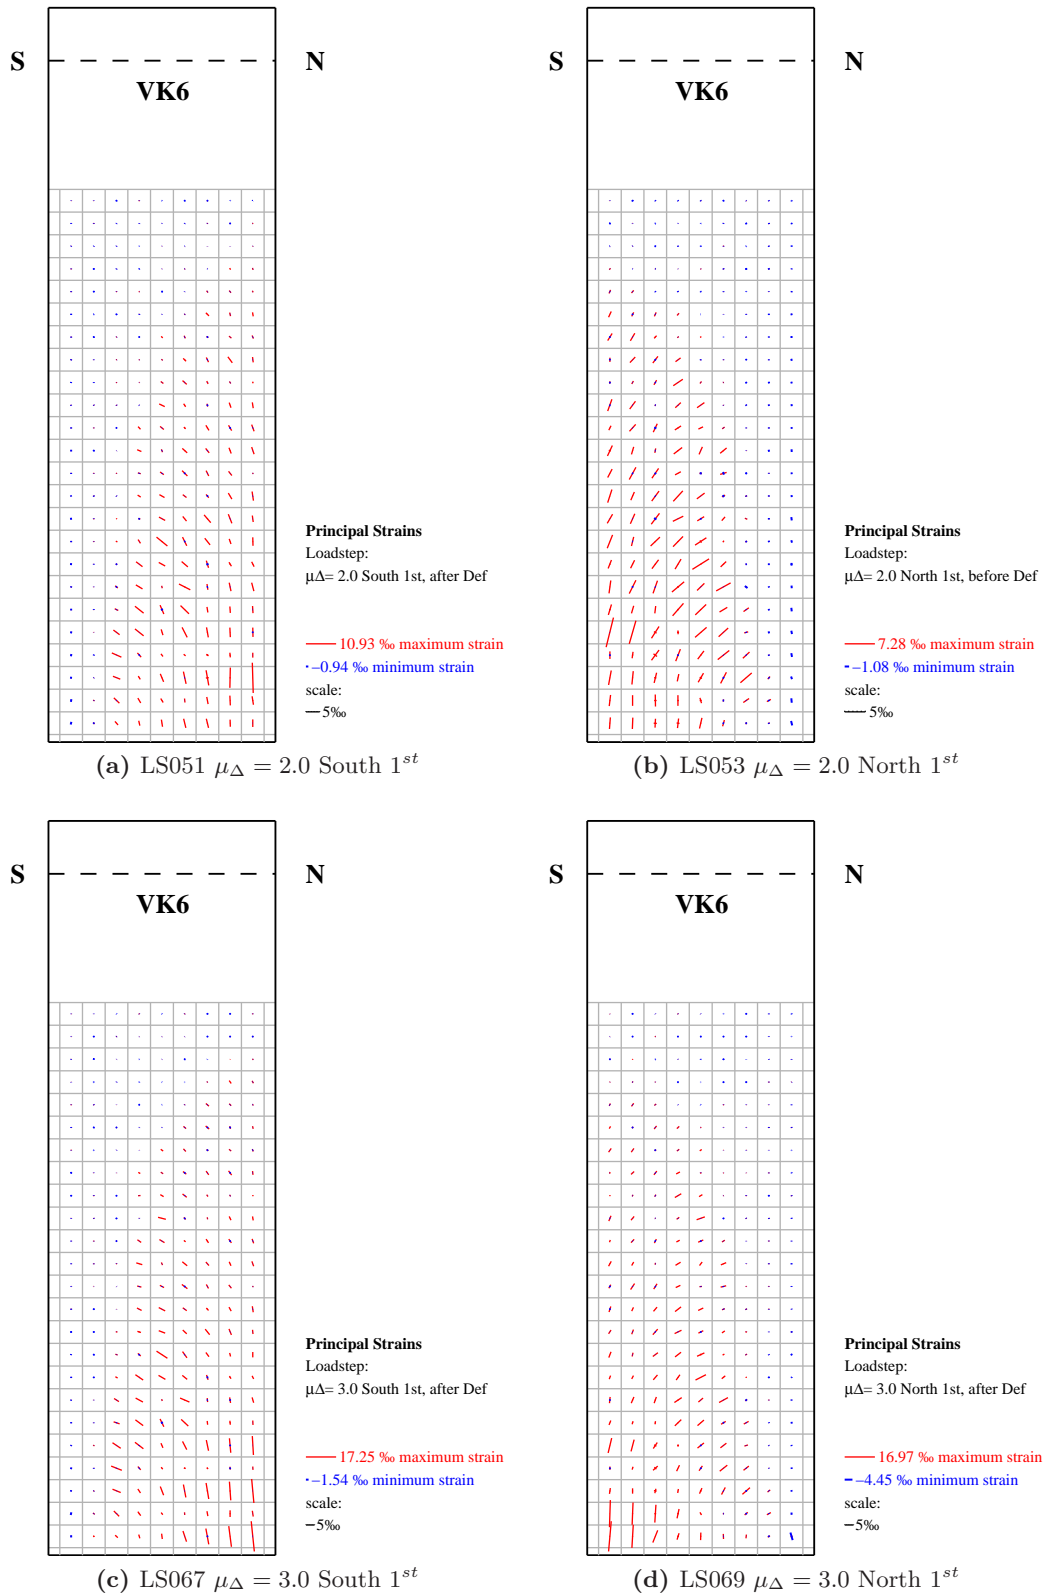 S N
VK6
Principal Strains
Loadstep:
μΔ= 2.0 South 1st, after Def
10.93 ‰ maximum strain
−0.94 ‰ minimum strain
scale:
5‰
(a) LS051 μΔ = 2.0 South 1st
S N
VK6
Principal Strains
Loadstep:
μΔ= 2.0 North 1st, before Def
7.28 ‰ maximum strain
−1.08 ‰ minimum strain
scale:
5‰
(b) LS053 μΔ = 2.0 North 1st
S N
VK6
Principal Strains
Loadstep:
μΔ= 3.0 South 1st, after Def
17.25 ‰ maximum strain
−1.54 ‰ minimum strain
scale:
5‰
(c) LS067 μΔ = 3.0 South 1st
S N
VK6
Principal Strains
Loadstep:
μΔ= 3.0 North 1st, after Def
16.97 ‰ maximum strain
−4.45 ‰ minimum strain
scale:
5‰
(d) LS069 μΔ = 3.0 North 1st